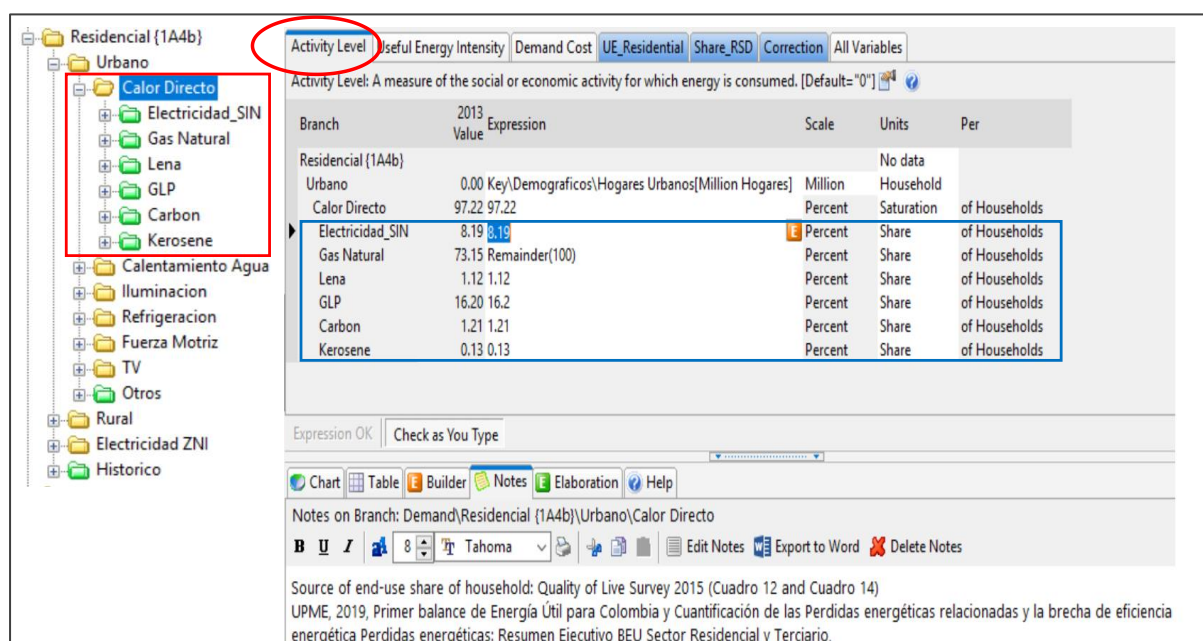 Residencial {1A4b}
Urbano
Calor Directo
Electricidad_SIN
Gas Natural
Lena
GLP
Carbon
Kerosene
Calentamiento Agua
Iluminacion
Refrigeracion
Fuerza Motriz
TV
Otros
Rural
Electricidad ZNI
Historico
Activity Level Useful Energy Intensity Demand Cost UE_Residential Share_RSD Correction All Variables
Activity Level: A measure of the social or economic activity for which energy is consumed. [Default="0"]
Branch 2013 Value Expression Scale Units Per
Residencial {1A4b} No data
Urbano 0.00 Key\Demograficos\Hogares Urbanos[Million Hogares] Million Household
Calor Directo 97.22 97.22 Percent Saturation of Households
Electricidad_SIN 8.19 8.19 E Percent Share of Households
Gas Natural 73.15 Remainder(100) Percent Share of Households
Lena 1.12 1.12 Percent Share of Households
GLP 16.20 16.2 Percent Share of Households
Carbon 1.21 1.21 Percent Share of Households
Kerosene 0.13 0.13 Percent Share of Households
Expression OK Check as You Type
Chart Table E Builder Notes E Elaboration Help
Notes on Branch: Demand\Residencial {1A4b}\Urbano\Calor Directo
B U I 8 Tahoma Edit Notes Export to Word Delete Notes
Source of end-use share of household: Quality of Live Survey 2015 (Cuadro 12 and Cuadro 14)
UPME, 2019, Primer balance de Energía Útil para Colombia y Cuantificación de las Perdidas energéticas relacionadas y la brecha de eficiencia
energética Perdidas energéticas: Resumen Ejecutivo BEU Sector Residencial y Terciario.